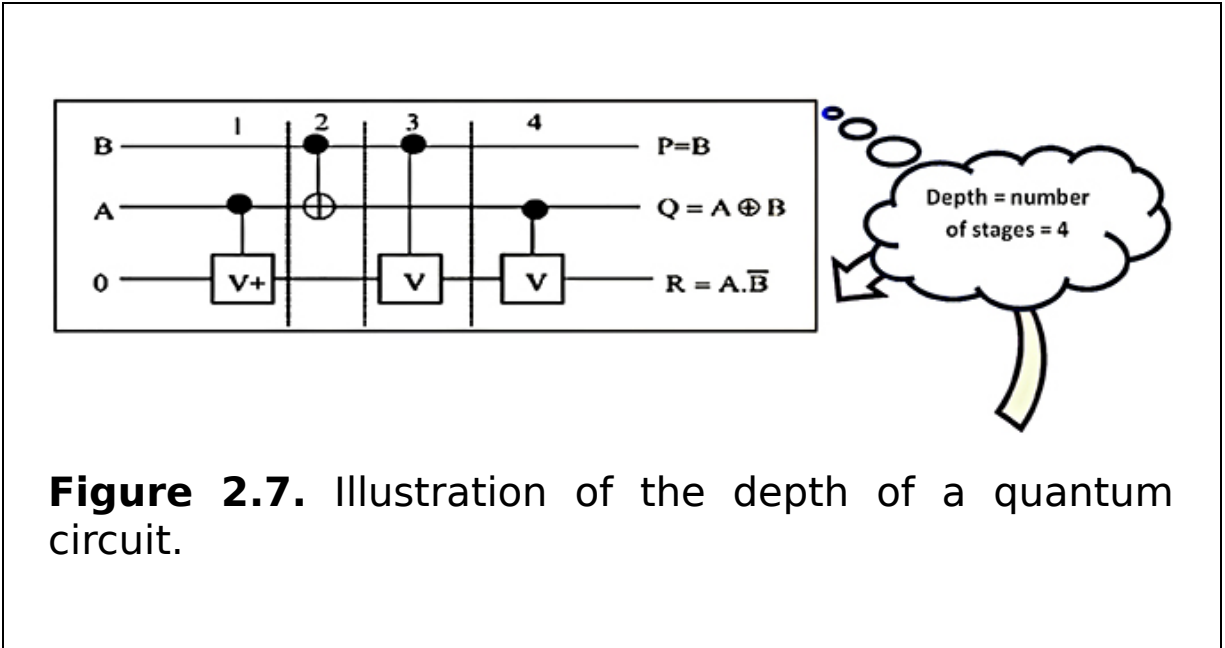 1 2 3 4
B P=B
A Q = A ⊕ B
0 V+ V V R = A.B̅
Depth = number
of stages = 4
Figure 2.7. Illustration of the depth of a quantum
circuit.